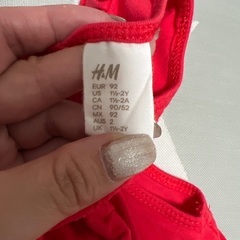 H&M
EUR 92
US 1½-2Y
CA 1½-2A
CN 90/52
MX 92
AUS 2
UK 1½-2Y